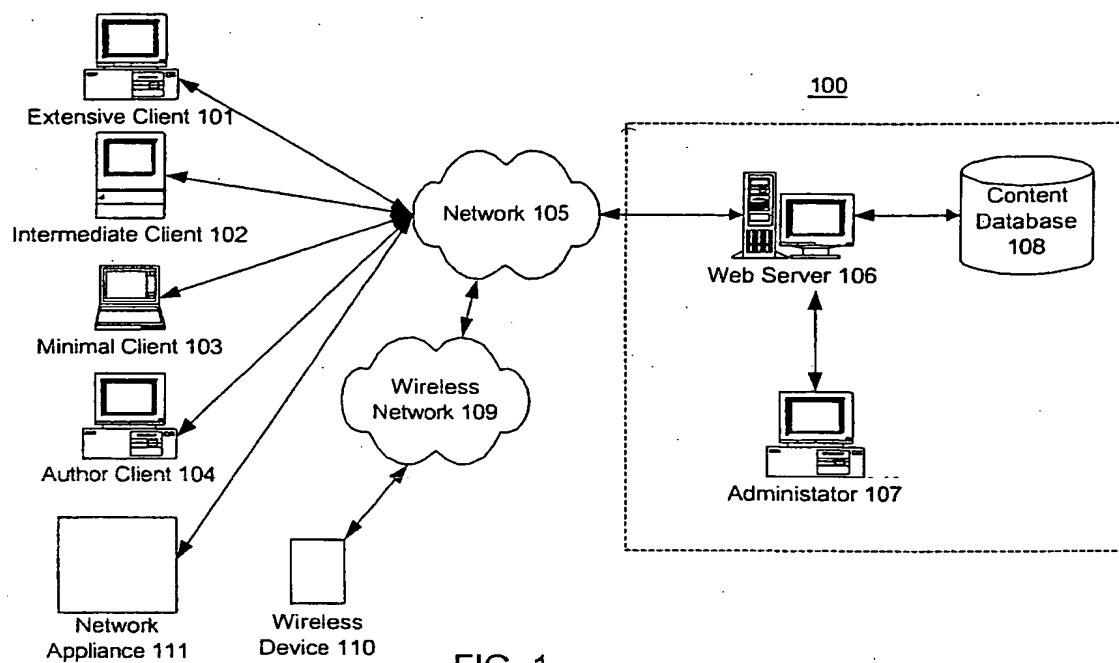 100
Extensive Client 101
Intermediate Client 102
Minimal Client 103
Author Client 104
Network
Appliance 111
Network 105
Wireless
Network 109
Wireless
Device 110
Web Server 106
Content
Database
108
Administator 107
FIG. 1